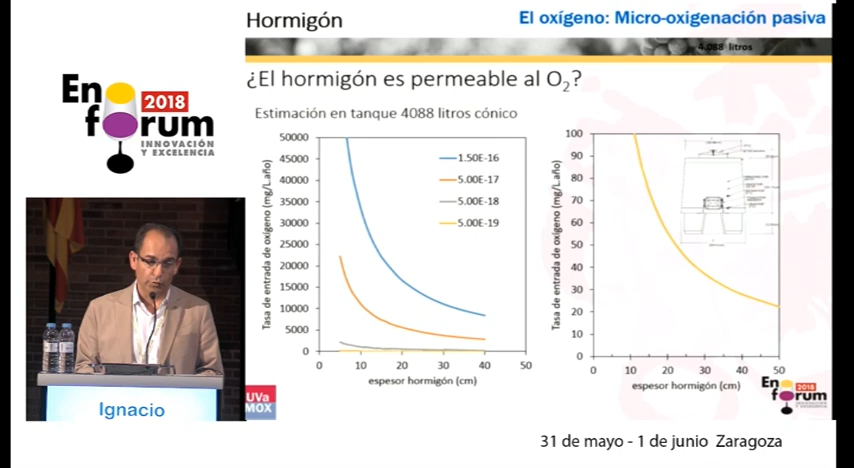 Hormigón
El oxígeno: Micro-oxigenación pasiva
4.088 litros
En
2018
forum
INNOVACIÓN
Y EXCELENCIA
¿El hormigón es permeable al O₂?
Estimación en tanque 4088 litros cónico
Tasa de entrada de oxígeno (mg/L.año)
50000
45000
40000
35000
30000
25000
20000
15000
10000
5000
0
1.50E-16
5.00E-17
5.00E-18
5.00E-19
0 10 20 30 40 50
espesor hormigón (cm)
Tasa de entrada de oxígeno (mg/L.año)
100
90
80
70
60
50
40
30
20
10
0
0 10 20 30 40 50
espesor hormigón (cm)
UVa
MOX
En
2018
forum
Ignacio
31 de mayo - 1 de junio Zaragoza